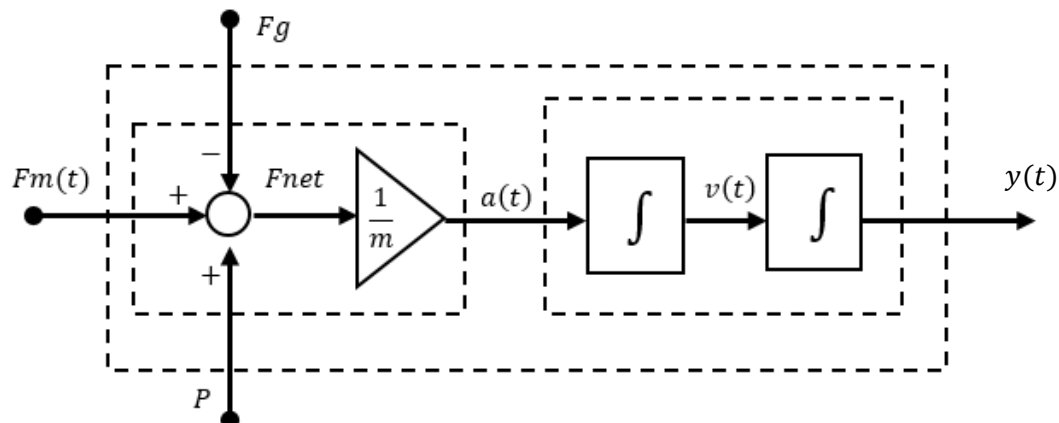 Fg
Fm(t)
+
−
Fnet
1
m
a(t)
∫
v(t)
∫
y(t)
+
P